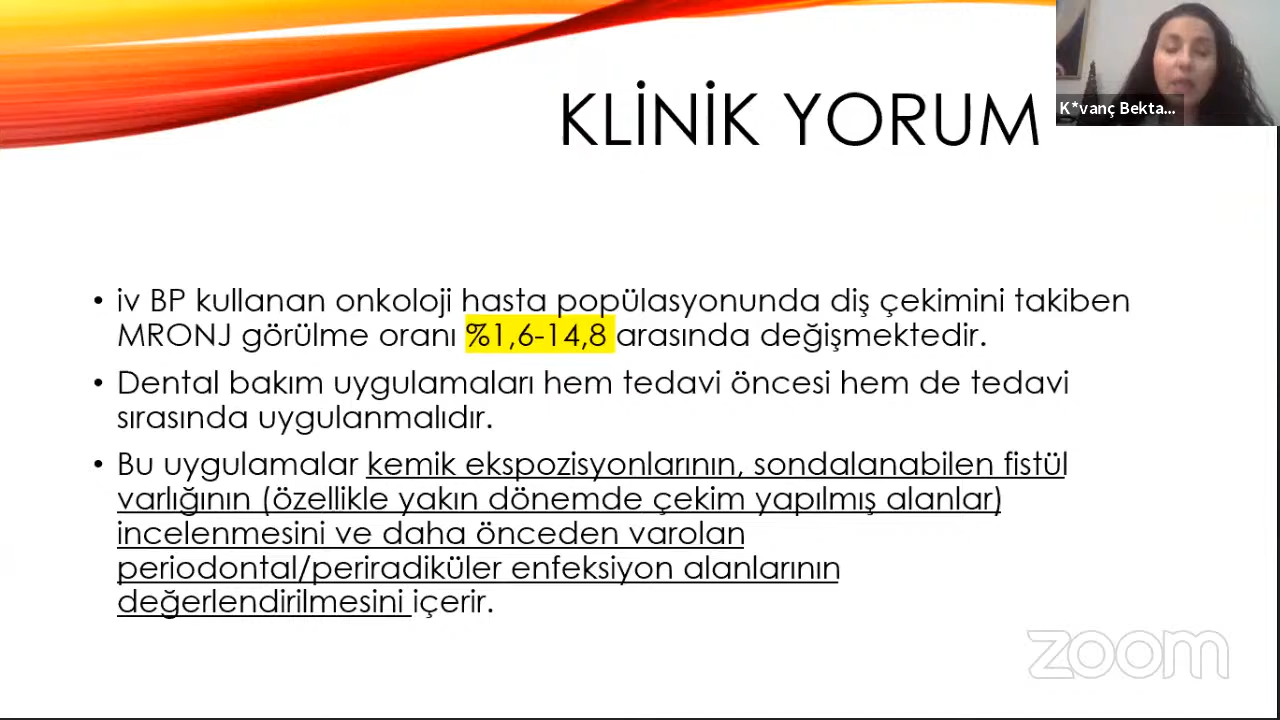 KLİNİK YORUM
K*vanç Bekta...
• iv BP kullanan onkoloji hasta popülasyonunda diş çekimini takiben
MRONJ görülme oranı %1,6-14,8 arasında değişmektedir.
• Dental bakım uygulamaları hem tedavi öncesi hem de tedavi
sırasında uygulanmalıdır.
• Bu uygulamalar kemik ekspozisyonlarının, sondalanabilen fistül
varlığının (özellikle yakın dönemde çekim yapılmış alanlar)
incelenmesini ve daha önceden varolan
periodontal/periradiküler enfeksiyon alanlarının
değerlendirilmesini içerir.
zoom